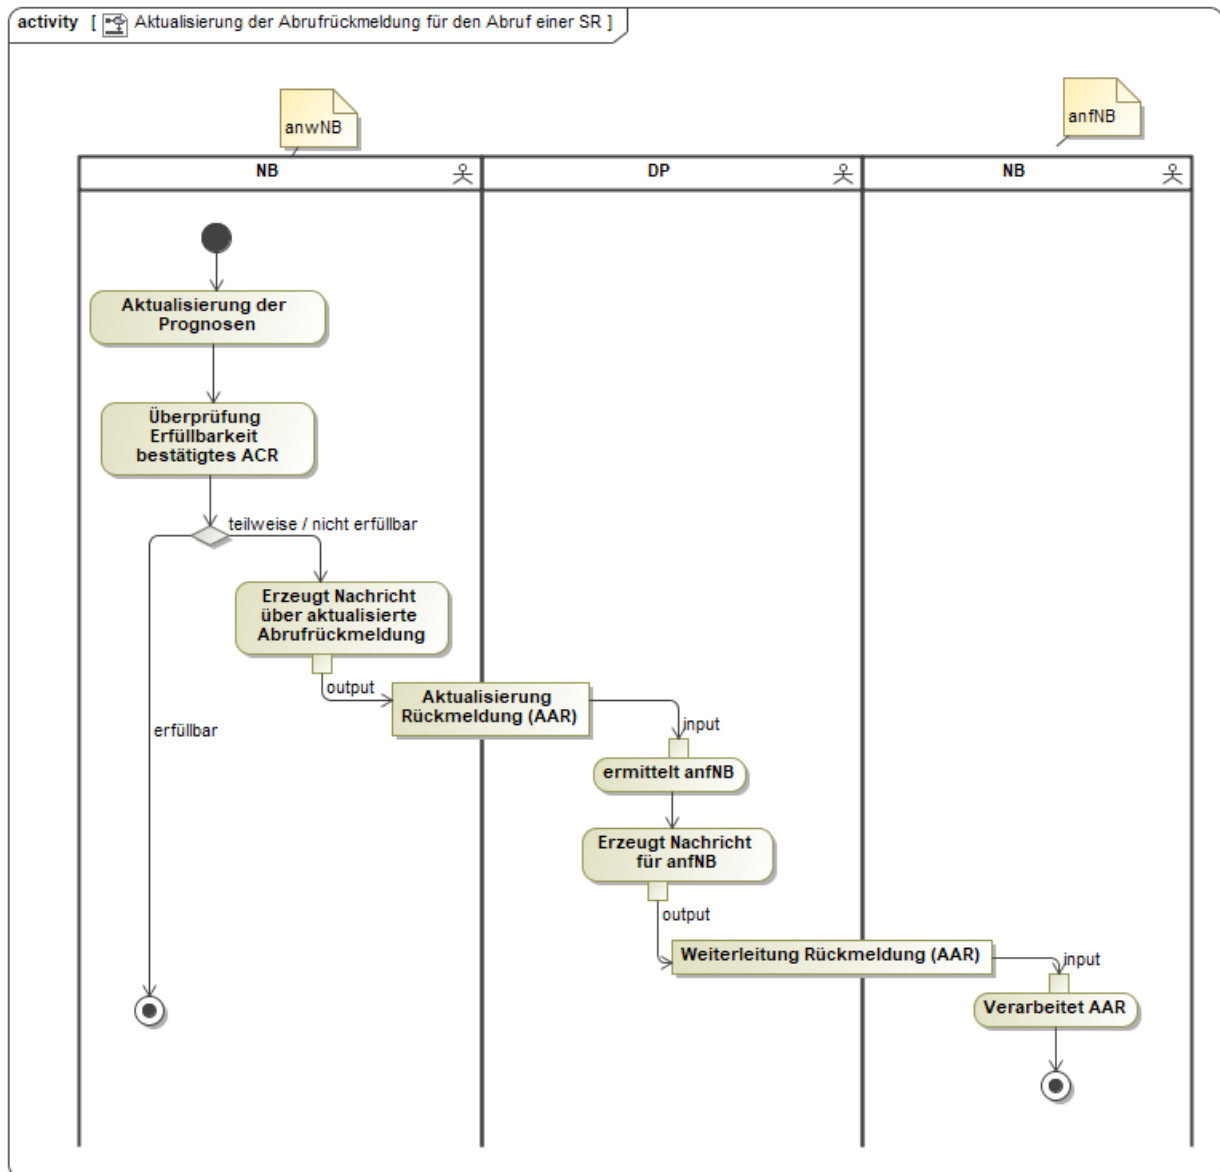 activity [ Aktualisierung der Abrufrückmeldung für den Abruf einer SR ]
anwNB
anfNB
NB
DP
NB
Aktualisierung der
Prognosen
Überprüfung
Erfüllbarkeit
bestätigtes ACR
teilweise / nicht erfüllbar
Erzeugt Nachricht
über aktualisierte
Abrufrückmeldung
output
Aktualisierung
Rückmeldung (AAR)
input
erfüllbar
ermittelt anfNB
Erzeugt Nachricht
für anfNB
output
Weiterleitung Rückmeldung (AAR)
input
Verarbeitet AAR